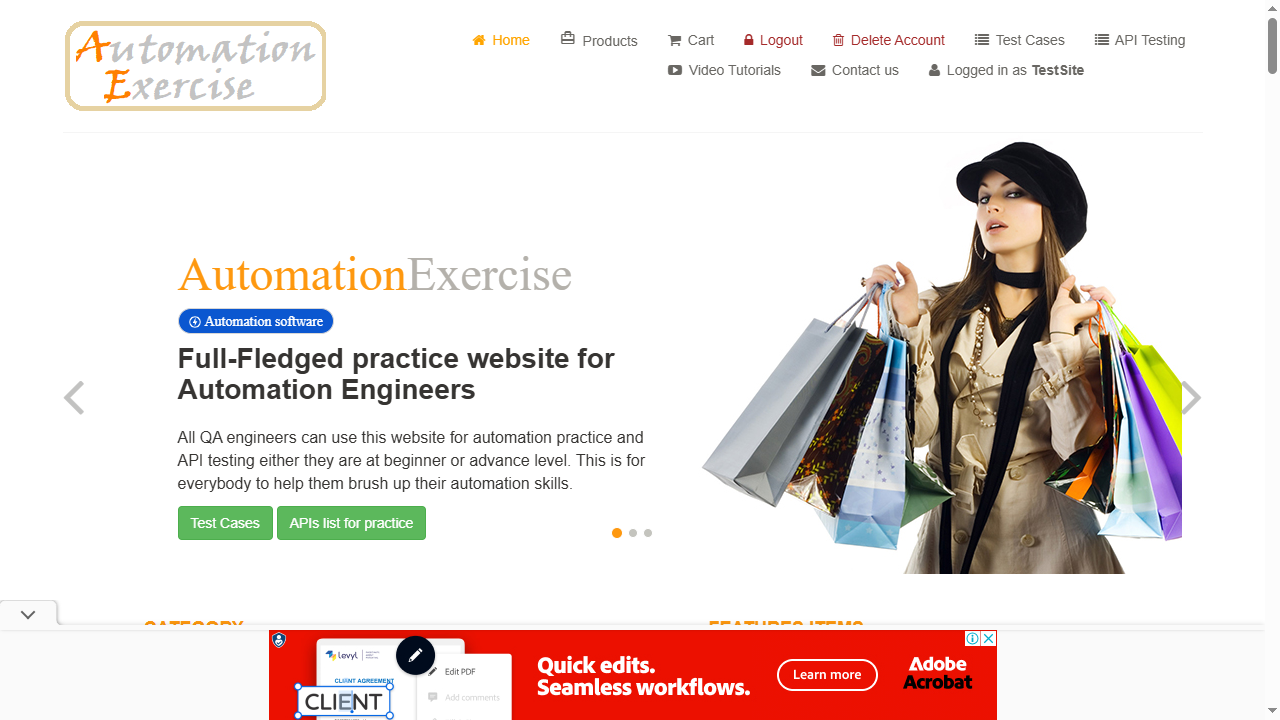 Automation
Exercise
Home
Products
Cart
Logout
Delete Account
Test Cases
API Testing
Video Tutorials
Contact us
Logged in as TestSite
AutomationExercise
Automation software
Full-Fledged practice website for
Automation Engineers
All QA engineers can use this website for automation practice and
API testing either they are at beginner or advance level. This is for
everybody to help them brush up their automation skills.
Test Cases
APIs list for practice
CATEGORY
FEATURES ITEMS
levyl
CLIENT AGREEMENT
CLIENT
Edit PDF
Add comments
Quick edits.
Seamless workflows.
Learn more
Adobe
Acrobat